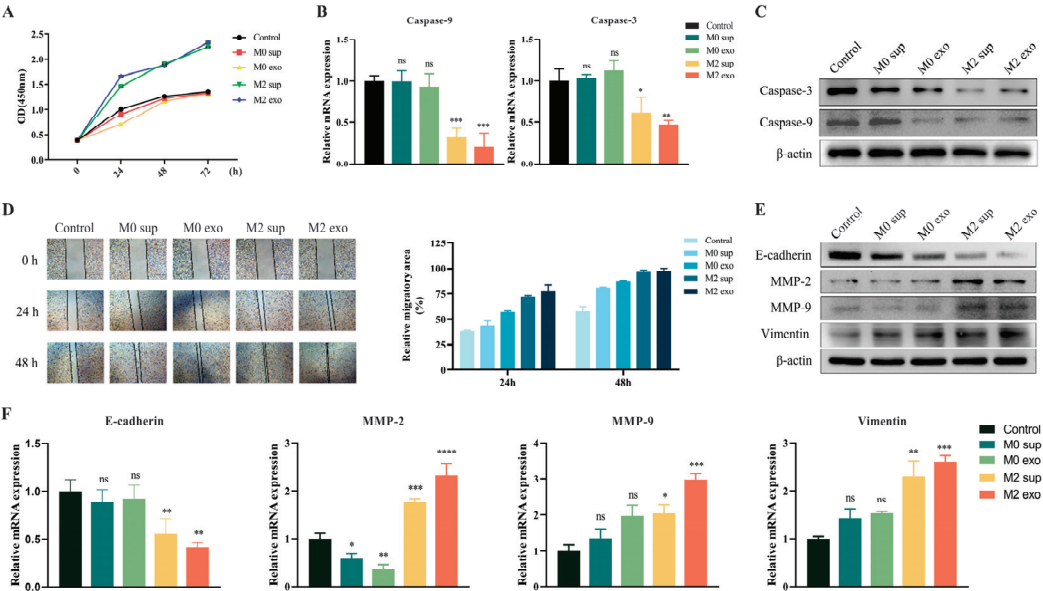 A
CD(450nm)
2.5
2.0
1.5
1.0
0.5
0.0
0
24
48
72
(h)
Control
M0 sup
M0 exo
M2 sup
M2 exo
B
Caspase-9
Relative mRNA expression
1.5
1.0
0.5
0.0
ns
ns
***
***
Caspase-3
Relative mRNA expression
1.5
1.0
0.5
0.0
ns
ns
*
**
Control
M0 sup
M0 exo
M2 sup
M2 exo
C
Control
M0 sup
M0 exo
M2 sup
M2 exo
Caspase-3
Caspase-9
β-actin
D
Control
M0 sup
M0 exo
M2 sup
M2 exo
0 h
24 h
48 h
Relative migratory area
(%)
125
100
75
50
25
0
24h
48h
Control
M0 sup
M0 exo
M2 sup
M2 exo
E
Control
M0 sup
M0 exo
M2 sup
M2 exo
E-cadherin
MMP-2
MMP-9
Vimentin
β-actin
F
E-cadherin
Relative mRNA expression
1.5
1.0
0.5
0.0
ns
ns
**
**
MMP-2
Relative mRNA expression
3
2
1
0
*
**
***
****
MMP-9
Relative mRNA expression
4
3
2
1
0
ns
ns
*
***
Vimentin
Relative mRNA expression
3
2
1
0
ns
ns
**
***
Control
M0 sup
M0 exo
M2 sup
M2 exo